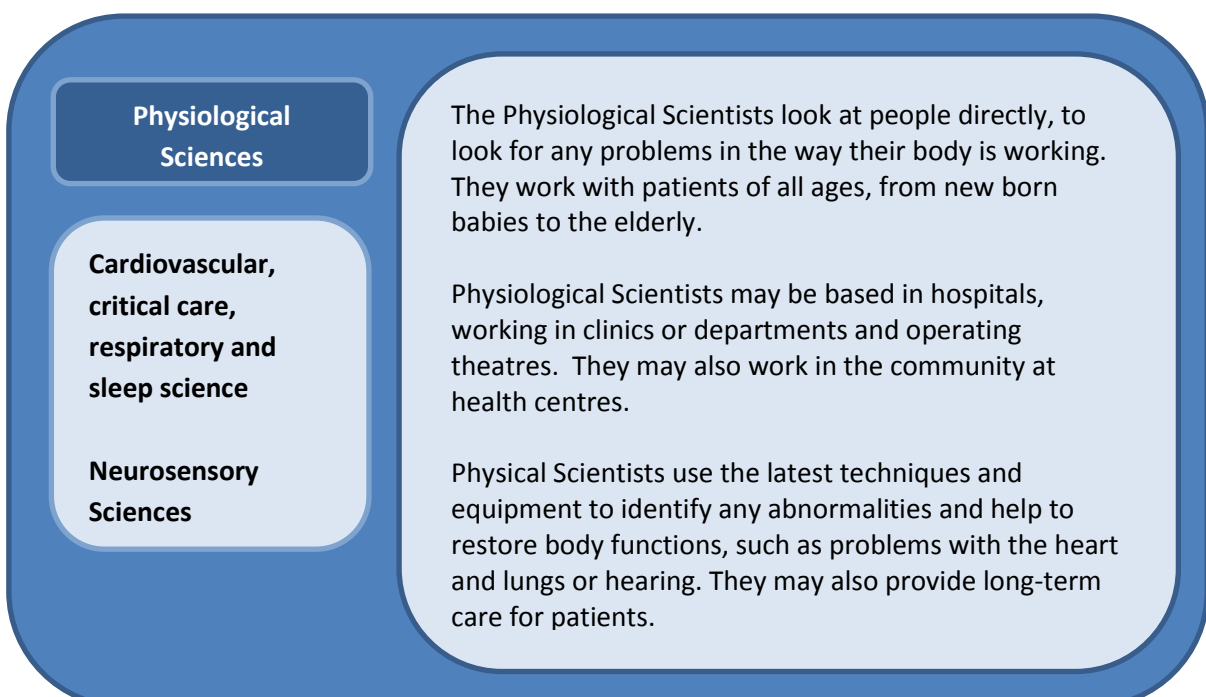 Physiological
Sciences
Cardiovascular,
critical care,
respiratory and
sleep science
Neurosensory
Sciences
The Physiological Scientists look at people directly, to
look for any problems in the way their body is working.
They work with patients of all ages, from new born
babies to the elderly.
Physiological Scientists may be based in hospitals,
working in clinics or departments and operating
theatres.  They may also work in the community at
health centres.
Physical Scientists use the latest techniques and
equipment to identify any abnormalities and help to
restore body functions, such as problems with the heart
and lungs or hearing. They may also provide long-term
care for patients.